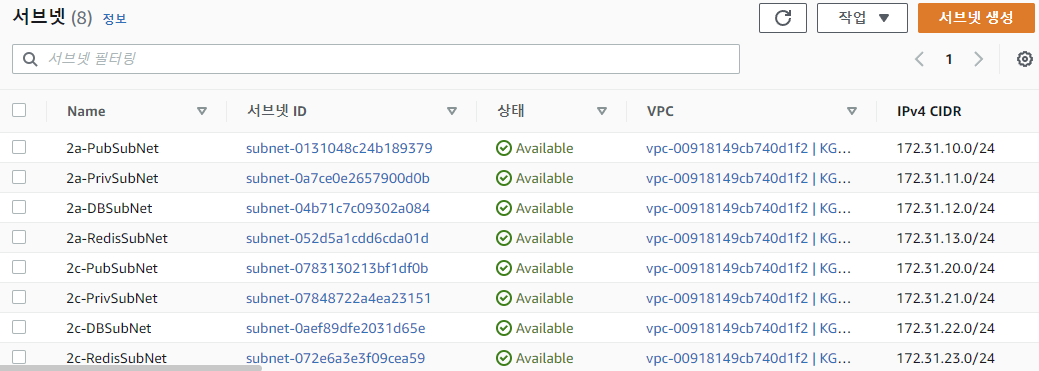 서브넷 (8) 정보
작업 ▼
서브넷 생성
서브넷 필터링
1
Name 서브넷 ID 상태 VPC IPv4 CIDR
2a-PubSubNet subnet-0131048c24b189379 Available vpc-00918149cb740d1f2 | KG... 172.31.10.0/24
2a-PrivSubNet subnet-0a7ce0e2657900d0b Available vpc-00918149cb740d1f2 | KG... 172.31.11.0/24
2a-DBSubNet subnet-04b71c7c09302a084 Available vpc-00918149cb740d1f2 | KG... 172.31.12.0/24
2a-RedisSubNet subnet-052d5a1cdd6cda01d Available vpc-00918149cb740d1f2 | KG... 172.31.13.0/24
2c-PubSubNet subnet-0783130213bf1df0b Available vpc-00918149cb740d1f2 | KG... 172.31.20.0/24
2c-PrivSubNet subnet-07848722a4ea23151 Available vpc-00918149cb740d1f2 | KG... 172.31.21.0/24
2c-DBSubNet subnet-0aef89dfe2031d65e Available vpc-00918149cb740d1f2 | KG... 172.31.22.0/24
2c-RedisSubNet subnet-072e6a3e3f09cea59 Available vpc-00918149cb740d1f2 | KG... 172.31.23.0/24